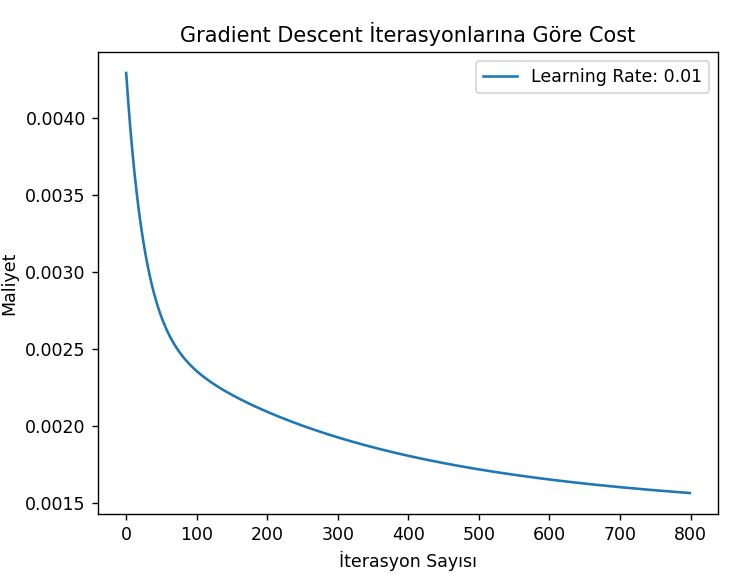 Gradient Descent İterasyonlarına Göre Cost
Learning Rate: 0.01
0.0040
0.0035
0.0030
0.0025
0.0020
0.0015
Maliyet
0 100 200 300 400 500 600 700 800
İterasyon Sayısı